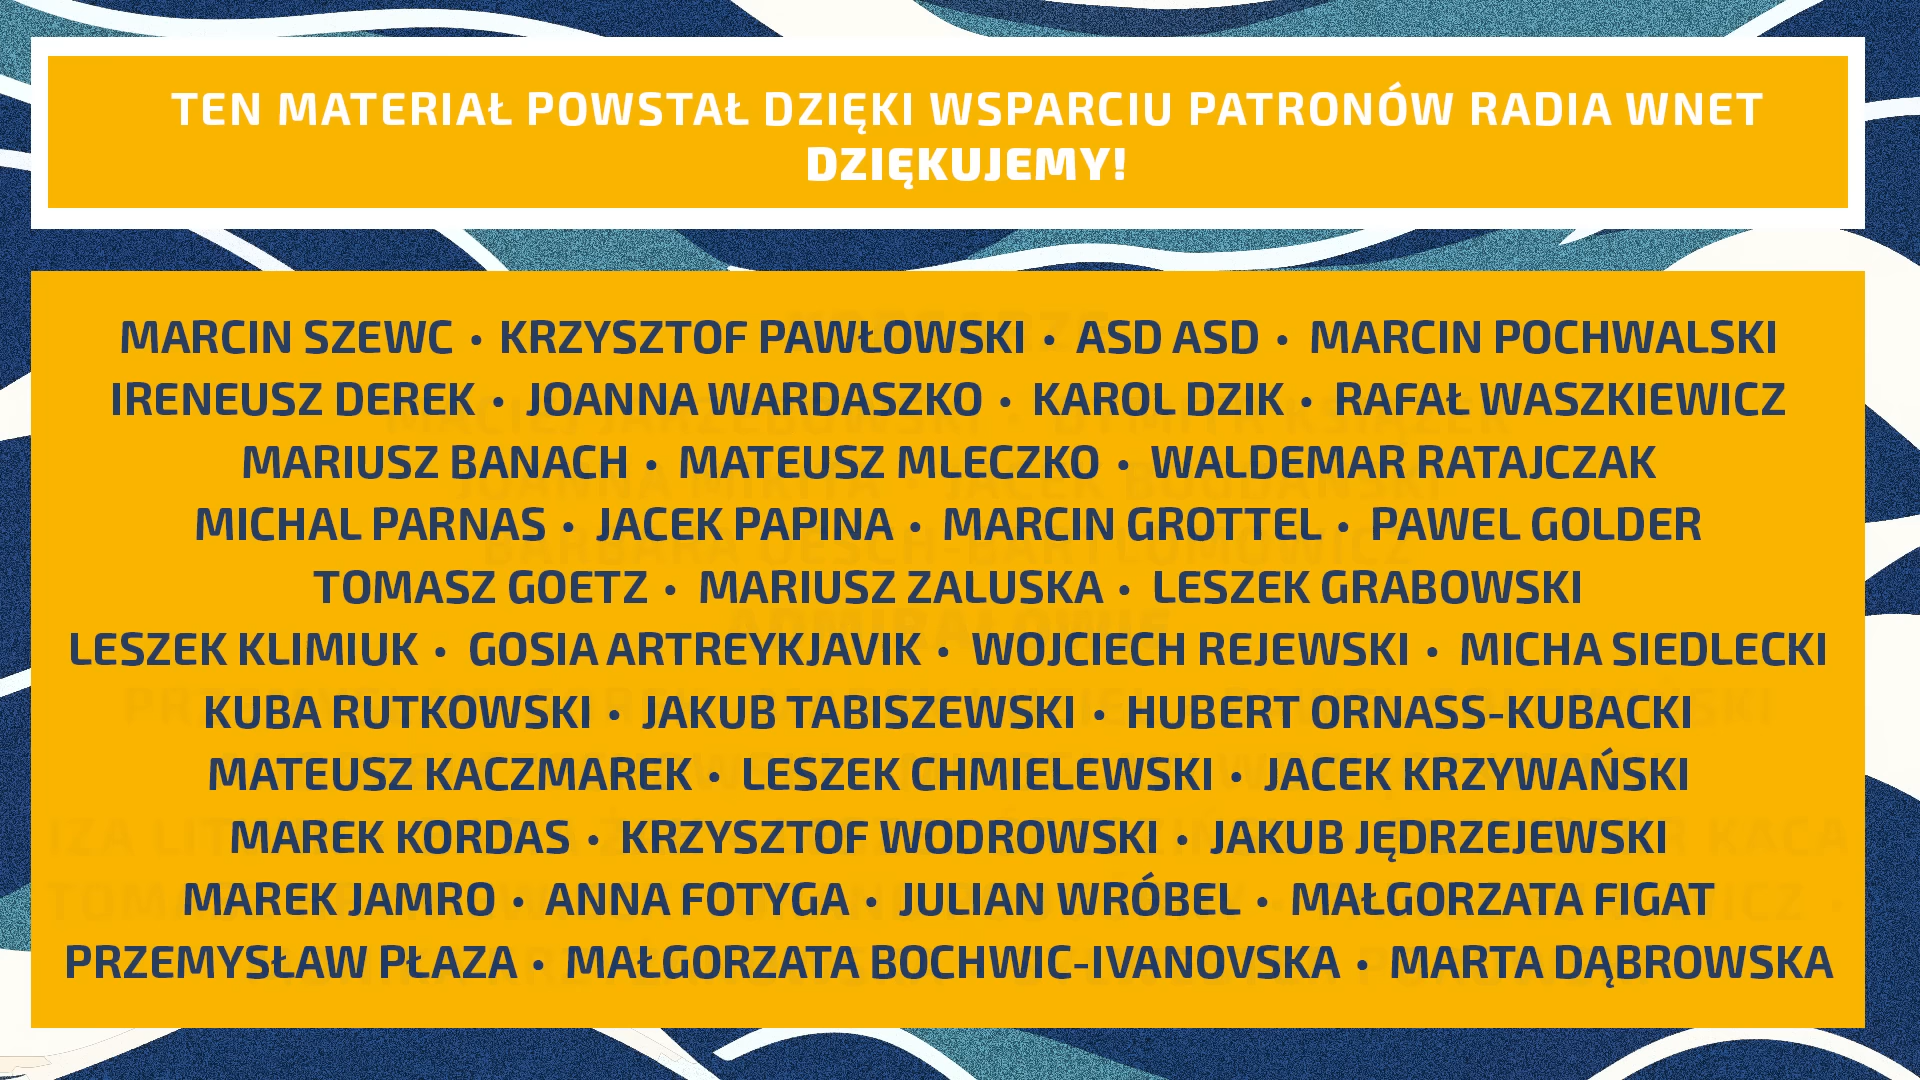 TEN MATERIAŁ POWSTAŁ DZIĘKI WSPARCIU PATRONÓW RADIA WNET
DZIĘKUJEMY!
MARCIN SZEWC • KRZYSZTOF PAWŁOWSKI • ASD ASD • MARCIN POCHWALSKI
IRENEUSZ DEREK • JOANNA WARDASZKO • KAROL DZIK • RAFAŁ WASZKIEWICZ
MARIUSZ BANACH • MATEUSZ MLECZKO • WALDEMAR RATAJCZAK
MICHAL PARNAS • JACEK PAPINA • MARCIN GROTTEL • PAWEL GOLDER
TOMASZ GOETZ • MARIUSZ ZALUSKA • LESZEK GRABOWSKI
LESZEK KLIMIUK • GOSIA ARTREYKJAVIK • WOJCIECH REJEWSKI • MICHA SIEDLECKI
KUBA RUTKOWSKI • JAKUB TABISZEWSKI • HUBERT ORNASS-KUBACKI
MATEUSZ KACZMAREK • LESZEK CHMIELEWSKI • JACEK KRZYWAŃSKI
MAREK KORDAS • KRZYSZTOF WODROWSKI • JAKUB JĘDRZEJEWSKI
MAREK JAMRO • ANNA FOTYGA • JULIAN WRÓBEL • MAŁGORZATA FIGAT
PRZEMYSŁAW PŁAZA • MAŁGORZATA BOCHWIC-IVANOVSKA • MARTA DĄBROWSKA